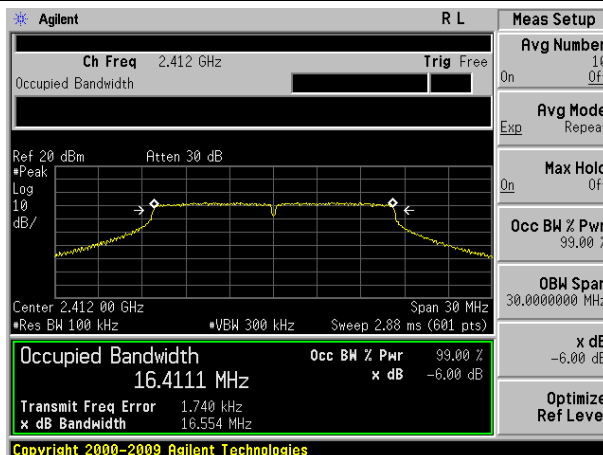 Agilent R L Meas Setup
Ch Freq 2.412 GHz Trig Free
Occupied Bandwidth
Avg Number
10
On Off
Avg Mode
Exp Repeat
Max Hold
On Off
Occ BW % Pwr
99.00 %
OBW Span
30.0000000 MHz
x dB
-6.00 dB
Optimize
Ref Level
Ref 20 dBm Atten 30 dB
#Peak
Log
10
dB/
Center 2.412 00 GHz Span 30 MHz
#Res BW 100 kHz #VBW 300 kHz Sweep 2.88 ms (601 pts)
Occupied Bandwidth Occ BW % Pwr 99.00 %
16.4111 MHz x dB -6.00 dB
Transmit Freq Error 1.740 kHz
x dB Bandwidth 16.554 MHz
Copyright 2000-2009 Agilent Technologies